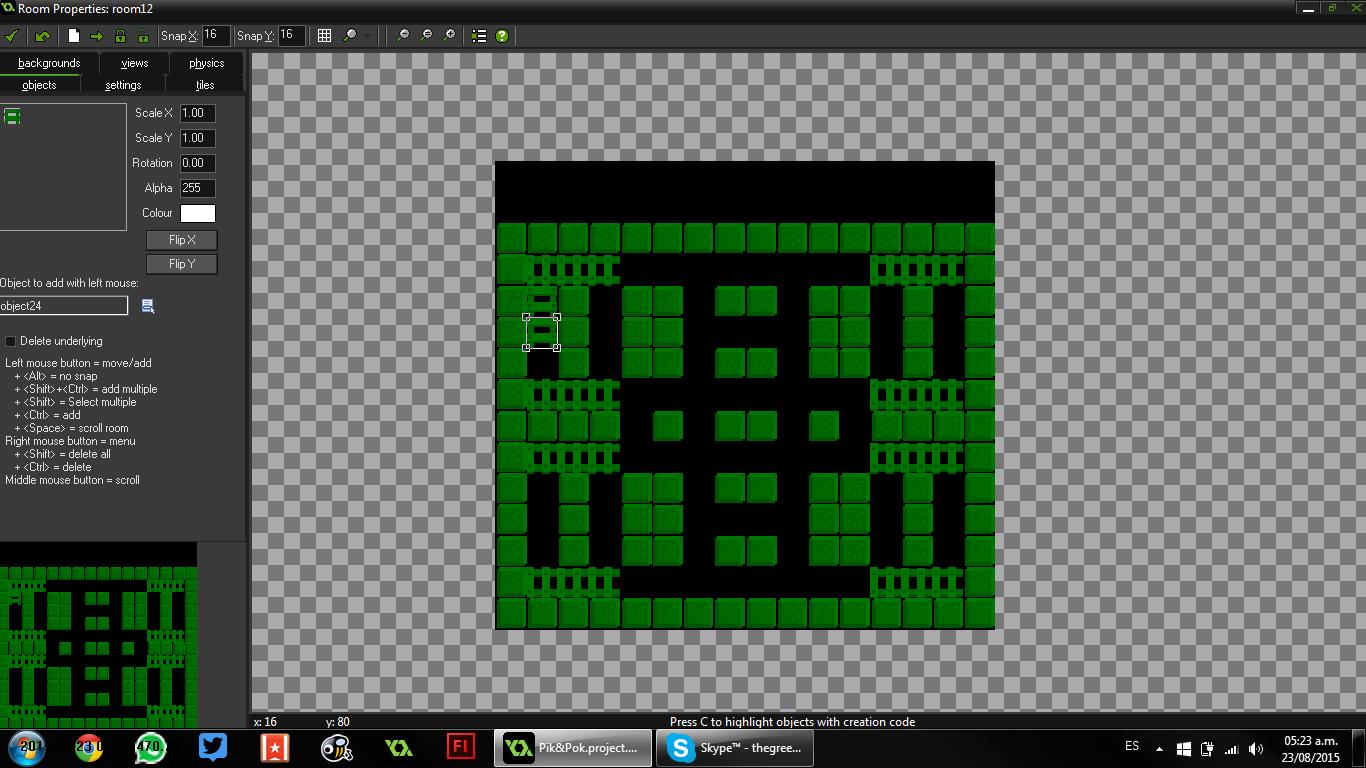 Room Properties: room12
Snap X: 16 Snap Y: 16
backgrounds views physics
objects settings tiles
Scale X 1.00
Scale Y 1.00
Rotation 0.00
Alpha 255
Colour
Flip X
Flip Y
Object to add with left mouse:
object24
Delete underlying
Left mouse button = move/add
+ <Alt> = no snap
+ <Shift>+<Ctrl> = add multiple
+ <Shift> = Select multiple
+ <Ctrl> = add
+ <Space> = scroll room
Right mouse button = menu
+ <Shift> = delete all
+ <Ctrl> = delete
Middle mouse button = scroll
x: 16 y: 80 Press C to highlight objects with creation code
Fl
Pik&Pok.project....
Skype™ - thegree...
ES
05:23 a.m.
23/08/2015